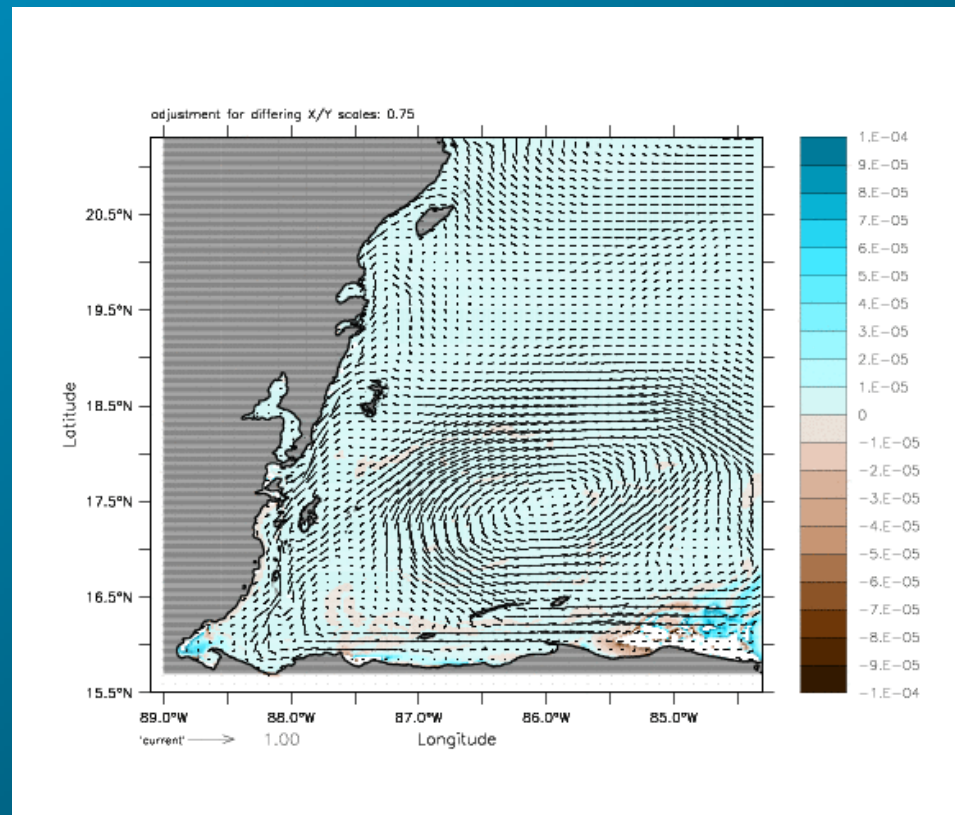 adjustment for differing X/Y scales: 0.75
20.5°N
19.5°N
18.5°N
17.5°N
16.5°N
15.5°N
Latitude
89.0°W 88.0°W 87.0°W 86.0°W 85.0°W
Longitude
'current' 1.00
1.E-04
9.E-05
8.E-05
7.E-05
6.E-05
5.E-05
4.E-05
3.E-05
2.E-05
1.E-05
0
-1.E-05
-2.E-05
-3.E-05
-4.E-05
-5.E-05
-6.E-05
-7.E-05
-8.E-05
-9.E-05
-1.E-04